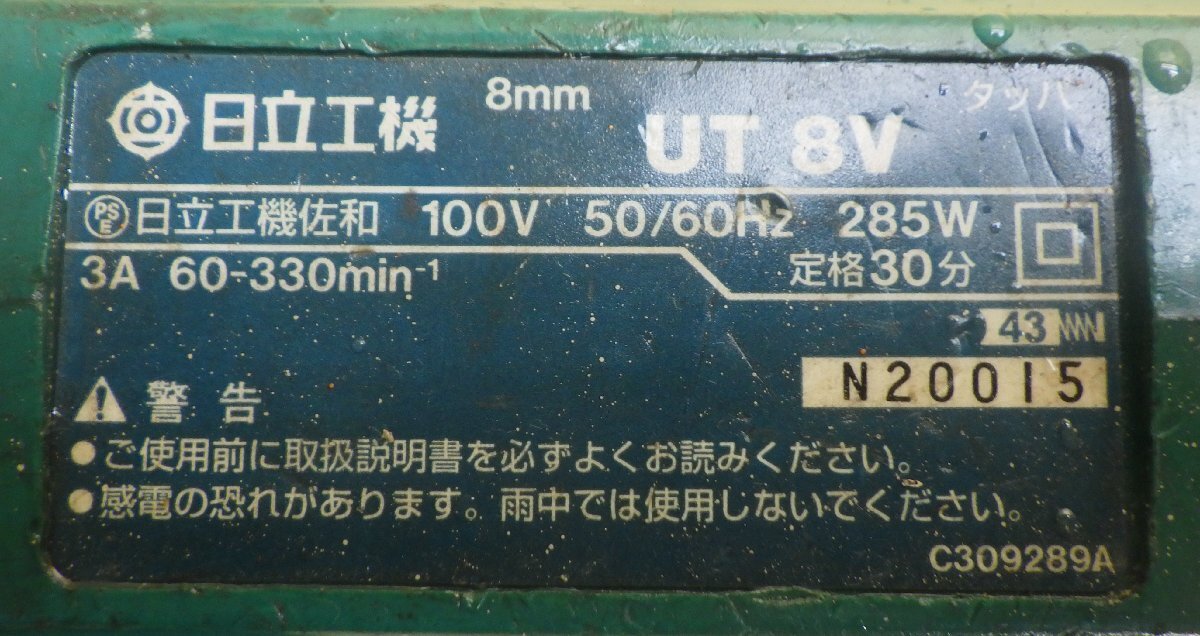 日立工機 8mm タッパ
UT 8V
PSE 日立工機佐和 100V 50/60Hz 285W
3A 60-330min⁻¹ 定格30分
43
N20015
警告
●ご使用前に取扱説明書を必ずよくお読みください。
●感電の恐れがあります。雨中では使用しないでください。
C309289A